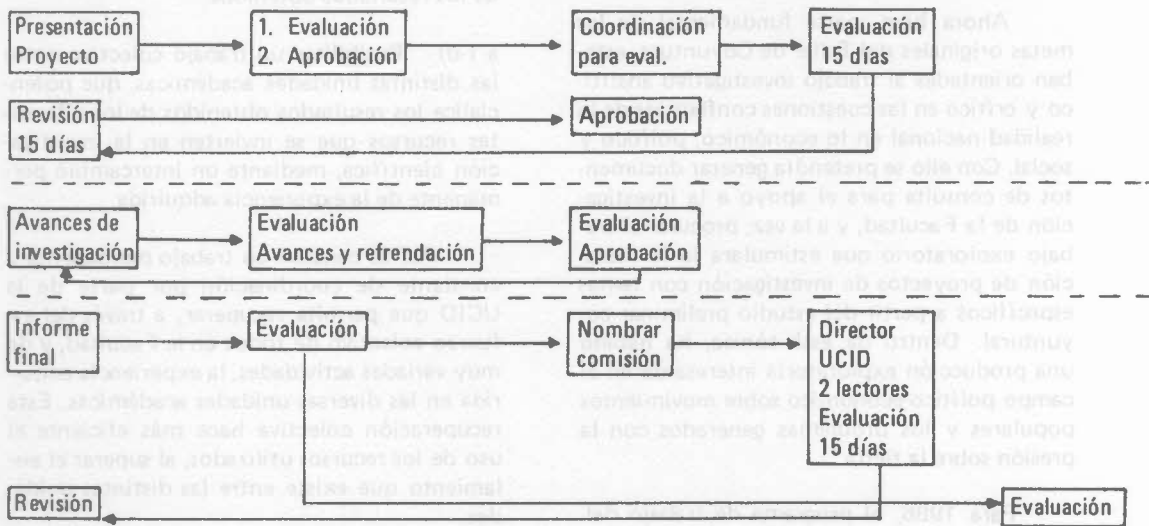 Presentación
Proyecto
1. Evaluación
2. Aprobación
Coordinación
para eval.
Evaluación
15 días
Revisión
15 días
Aprobación
Avances de
investigación
Evaluación
Avances y refrendación
Evaluación
Aprobación
Informe
final
Evaluación
Nombrar
comisión
Director
UCID
2 lectores
Evaluación
15 días
Revisión
Evaluación